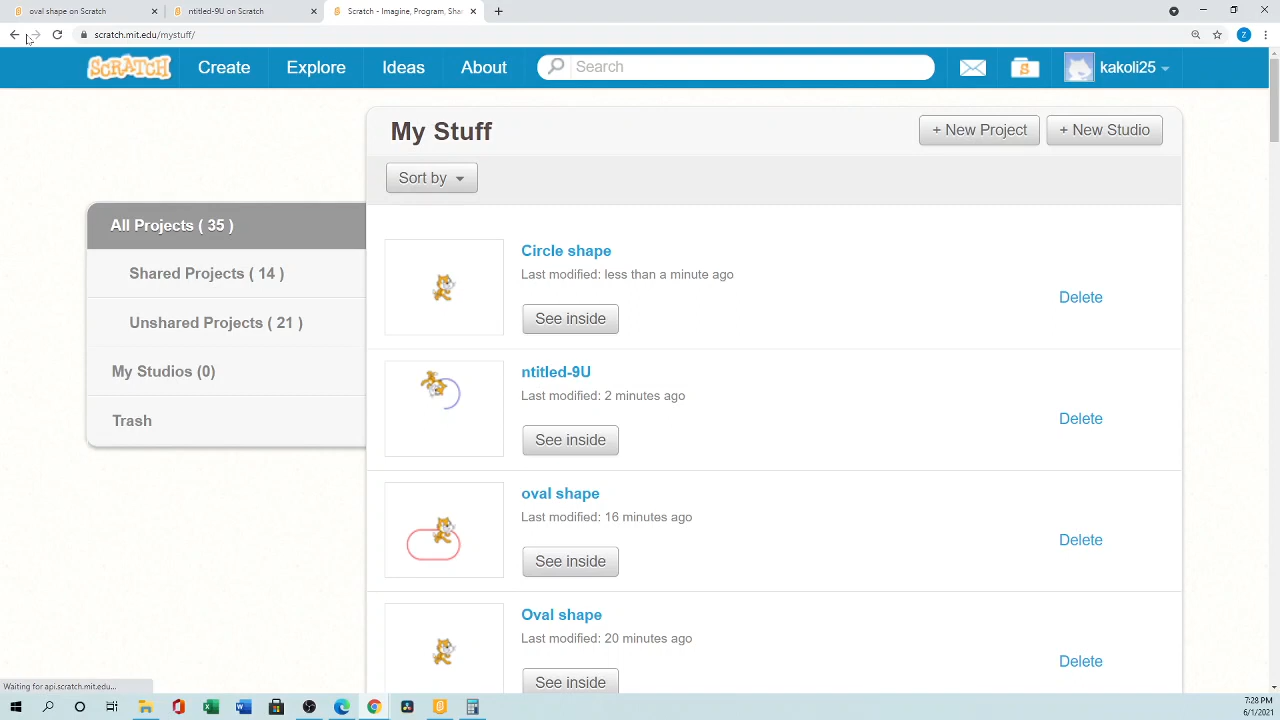 oval shape on Scratch
ntitled-9U on Scratch
Scratch - Imagine, Program, Sha
scratch.mit.edu/mystuff/
Z
SCRATCH
Create
Explore
Ideas
About
Search
S
kakoli25
My Stuff
+ New Project
+ New Studio
Sort by
All Projects ( 35 )
Shared Projects ( 14 )
Unshared Projects ( 21 )
My Studios (0)
Trash
Circle shape
Last modified: less than a minute ago
See inside
Delete
ntitled-9U
Last modified: 2 minutes ago
See inside
Delete
oval shape
Last modified: 16 minutes ago
See inside
Delete
Oval shape
Last modified: 20 minutes ago
See inside
Delete
Waiting for api.scratch.mit.edu...
7:28 PM
6/1/2021